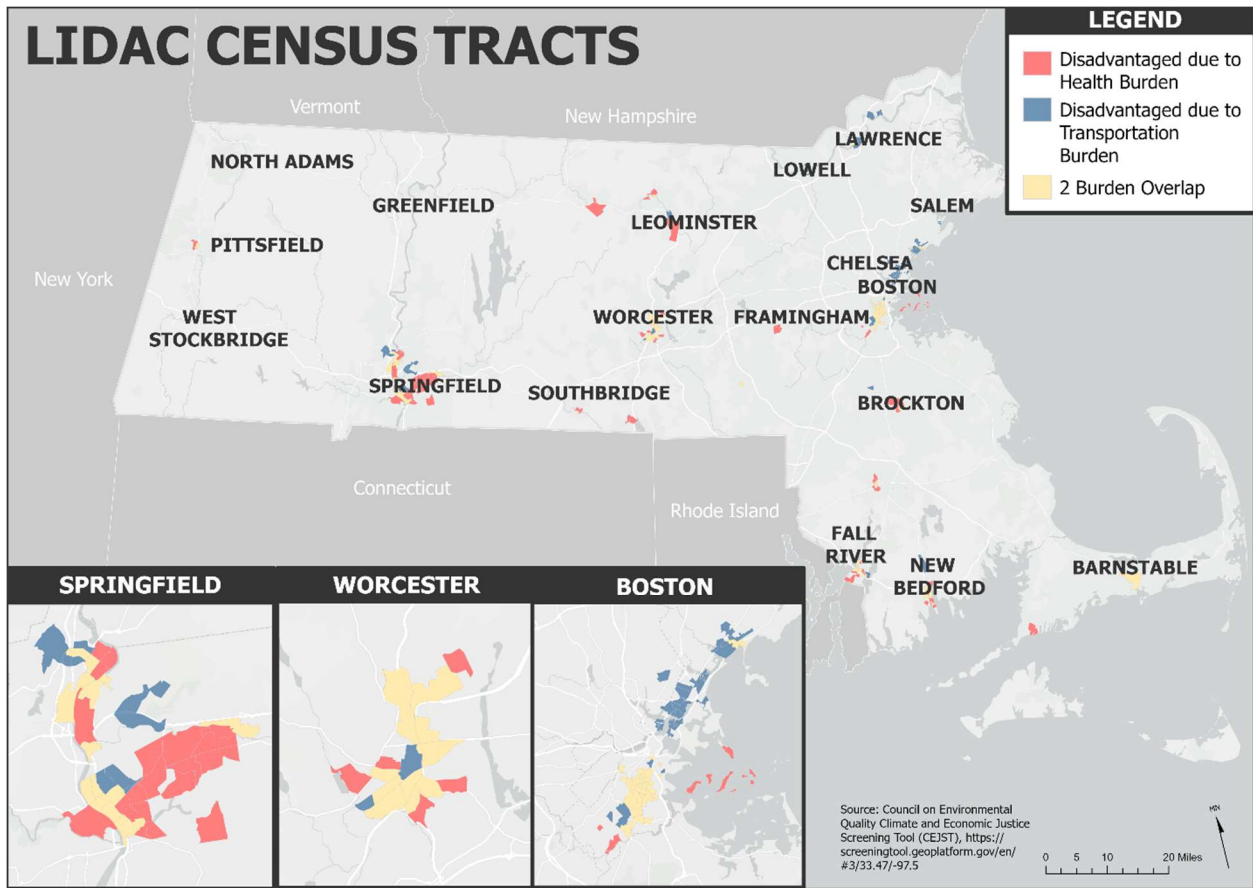 LIDAC CENSUS TRACTS
LEGEND
Disadvantaged due to
Health Burden
Disadvantaged due to
Transportation
Burden
2 Burden Overlap
Vermont
New Hampshire
New York
Connecticut
Rhode Island
NORTH ADAMS
GREENFIELD
PITTSFIELD
WEST
STOCKBRIDGE
SPRINGFIELD
LEOMINSTER
WORCESTER
SOUTHBRIDGE
LAWRENCE
LOWELL
SALEM
CHELSEA
BOSTON
FRAMINGHAM
BROCKTON
FALL
RIVER
NEW
BEDFORD
BARNSTABLE
SPRINGFIELD
WORCESTER
BOSTON
Source: Council on Environmental
Quality Climate and Economic Justice
Screening Tool (CEJST), https://
screeningtool.geoplatform.gov/en/
#3/33.47/-97.5
0 5 10 20 Miles